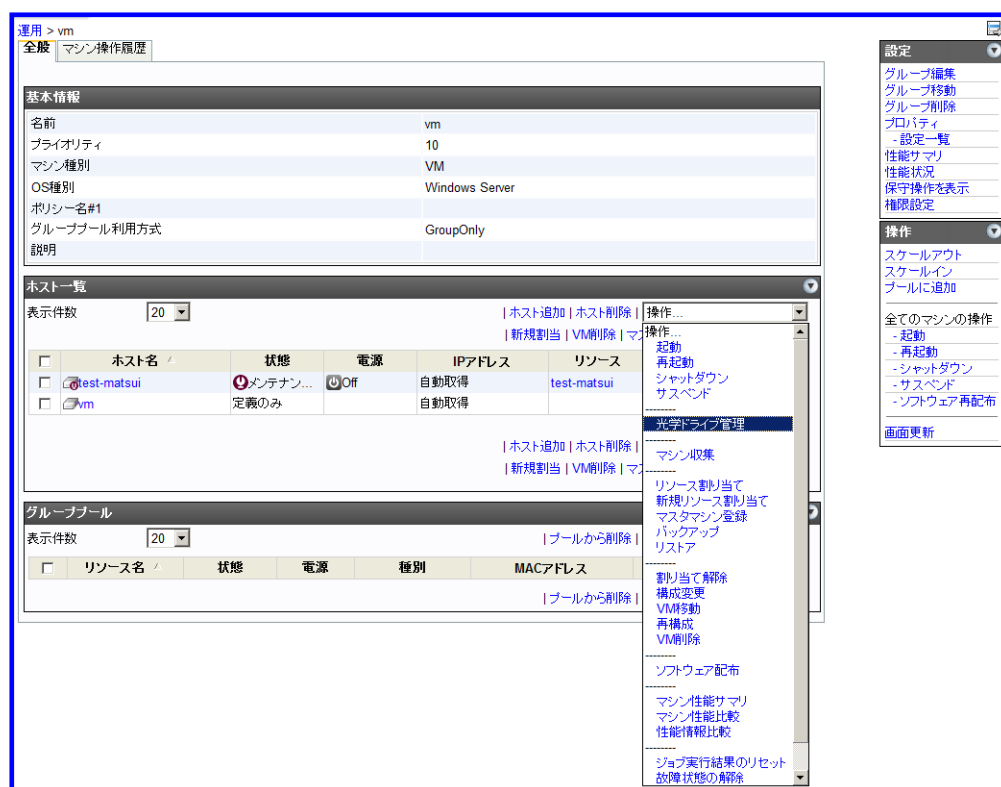 運用 > vm
全般 マシン操作履歴
基本情報
名前 vm
プライオリティ 10
マシン種別 VM
OS種別 Windows Server
ポリシー名#1
グループプール利用方式 GroupOnly
説明
ホスト一覧
表示件数 20 | ホスト追加 | ホスト削除 | 操作...
| 新規割当 | VM削除 |
ホスト名 状態 電源 IPアドレス リソース
test-matsui メンテナン... Off 自動取得 test-matsui
vm 定義のみ 自動取得
| ホスト追加 | ホスト削除 |
| 新規割当 | VM削除 |
グループプール
表示件数 20 | プールから削除 |
リソース名 状態 電源 種別 MACアドレス
| プールから削除 |
操作...
起動
再起動
シャットダウン
サスペンド
--------
光学ドライブ管理
--------
マシン収集
--------
リソース割り当て
新規リソース割り当て
マスタマシン登録
バックアップ
リストア
--------
割り当て解除
構成変更
VM移動
再構成
VM削除
--------
ソフトウェア配布
--------
マシン性能サマリ
マシン性能比較
性能情報比較
--------
ジョブ実行結果のリセット
故障状態の解除
設定
グループ編集
グループ移動
グループ削除
プロパティ
- 設定一覧
性能サマリ
性能状況
保守操作を表示
権限設定
操作
スケールアウト
スケールイン
プールに追加
全てのマシンの操作
- 起動
- 再起動
- シャットダウン
- サスペンド
- ソフトウェア再配布
画面更新